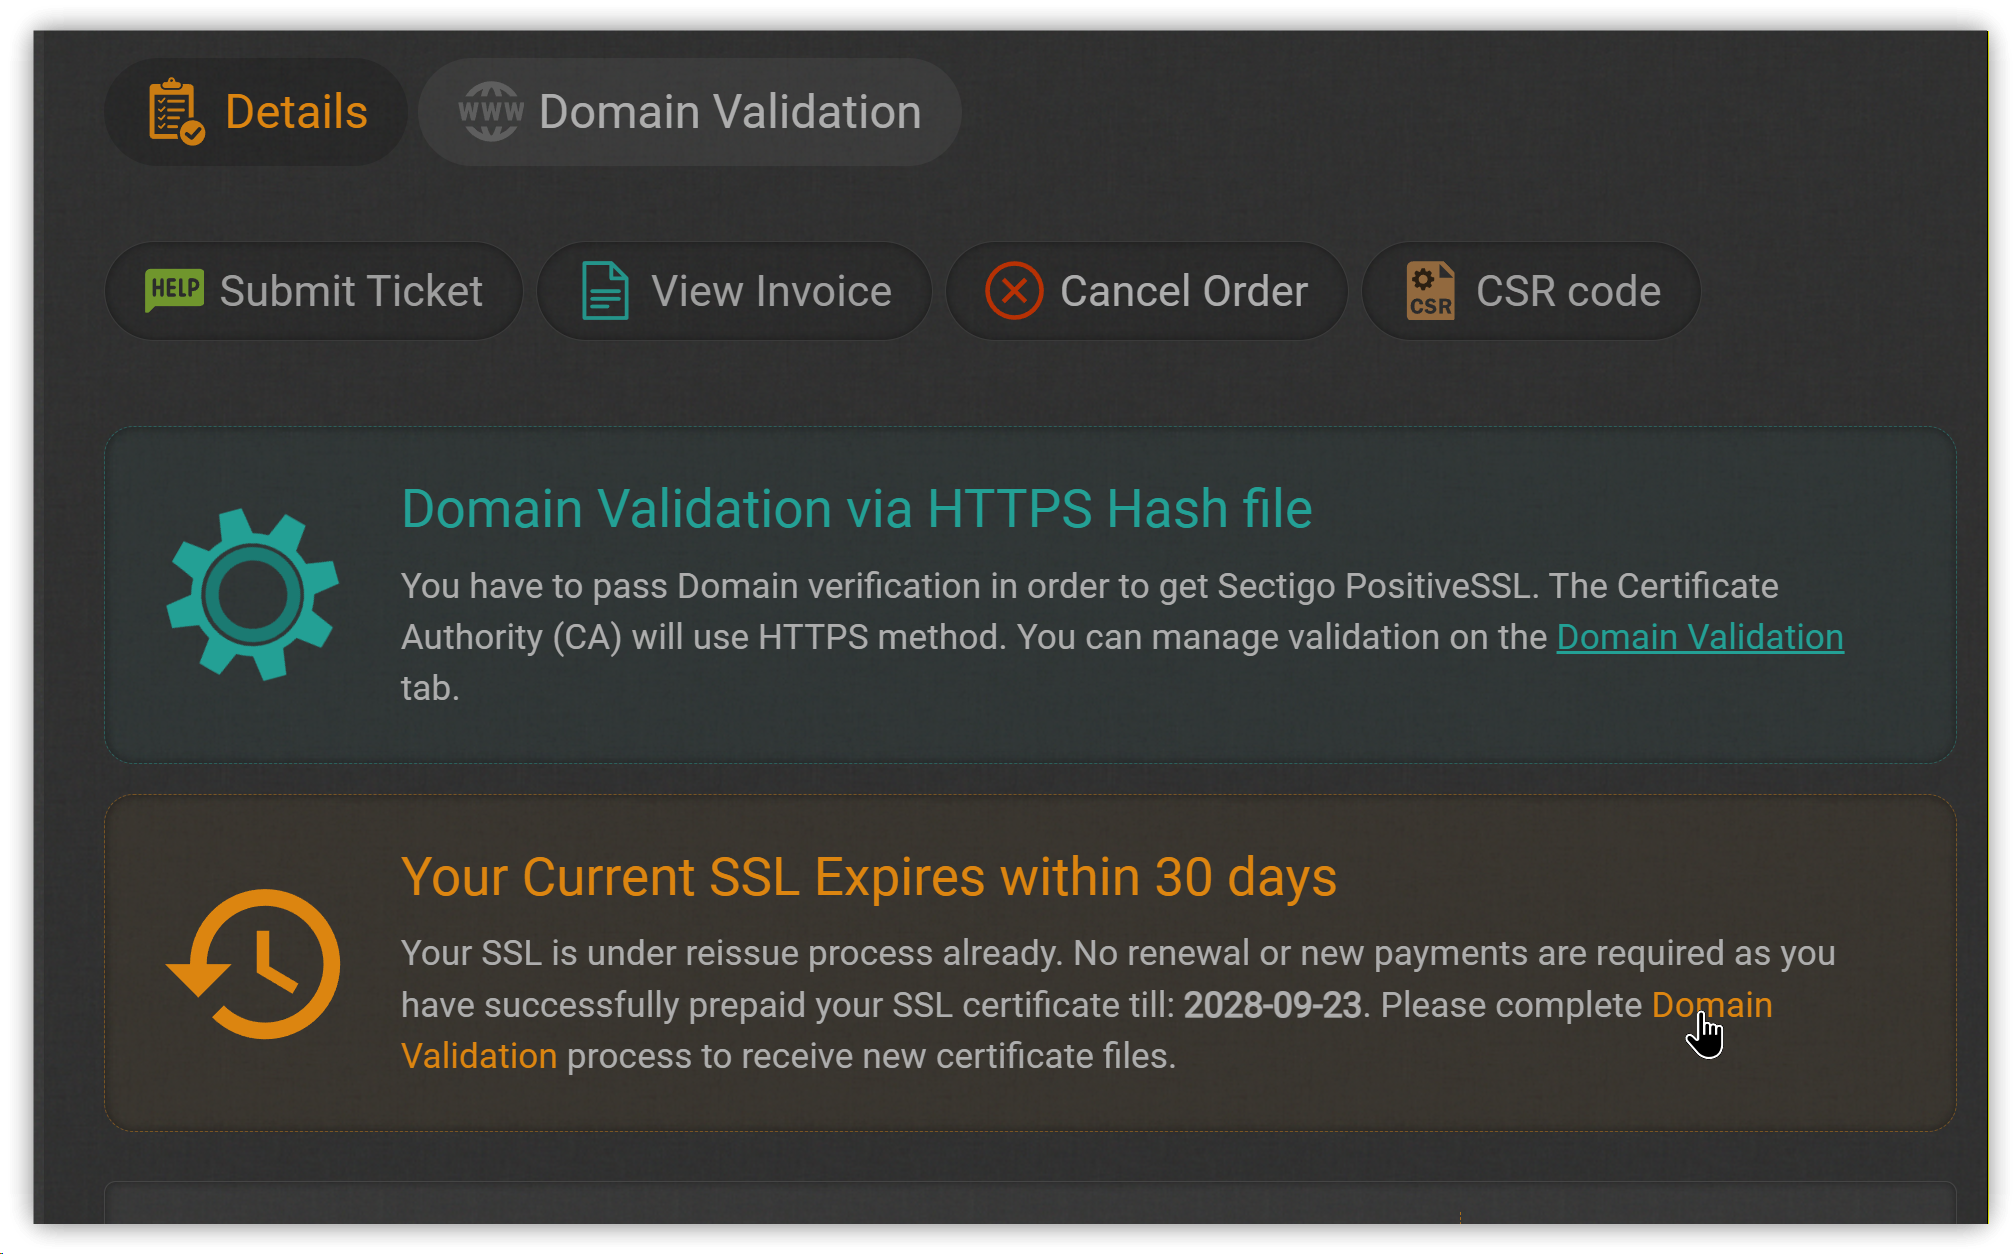 Details
WWW Domain Validation
HELP Submit Ticket
View Invoice
Cancel Order
CSR CSR code
Domain Validation via HTTPS Hash file
You have to pass Domain verification in order to get Sectigo PositiveSSL. The Certificate
Authority (CA) will use HTTPS method. You can manage validation on the Domain Validation
tab.
Your Current SSL Expires within 30 days
Your SSL is under reissue process already. No renewal or new payments are required as you
have successfully prepaid your SSL certificate till: 2028-09-23. Please complete Domain
Validation process to receive new certificate files.